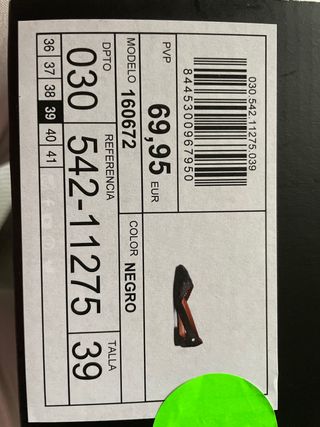 030.542.11275.039
8445300967950
PVP
69,95 EUR
MODELO 160672
COLOR NEGRO
DPTO
030
REFERENCIA
542-11275
TALLA
39
36 37 38 39 40 41